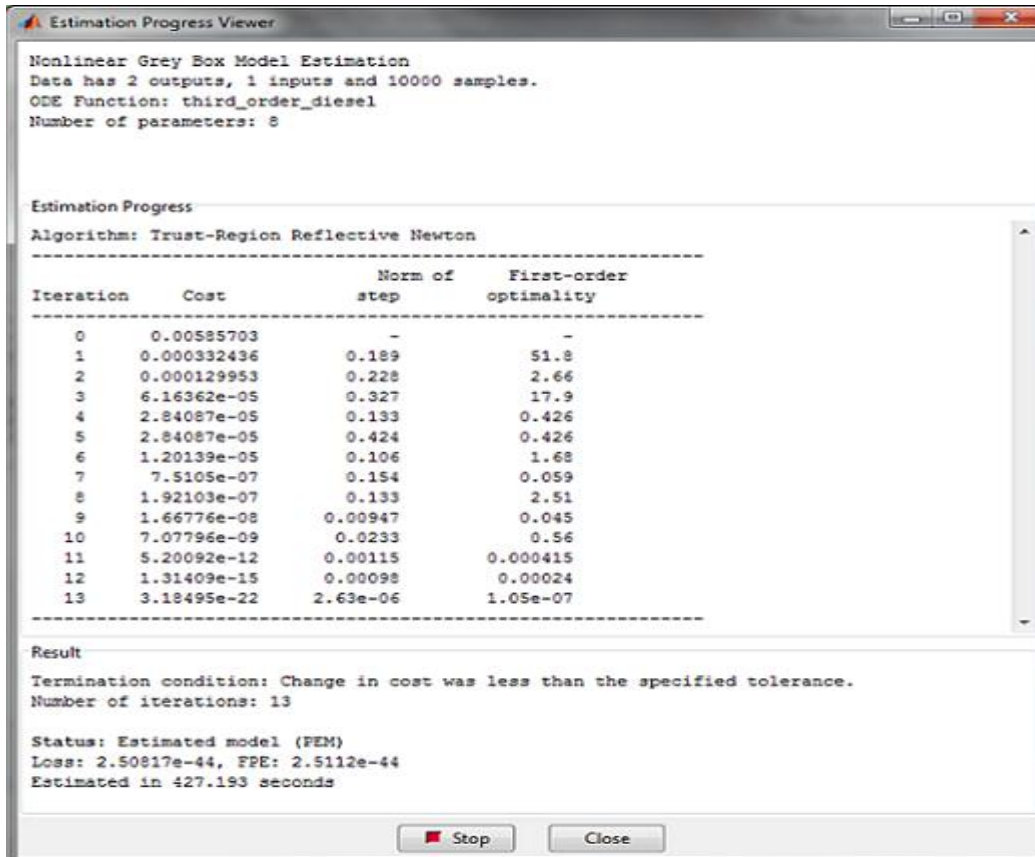 Estimation Progress Viewer
Nonlinear Grey Box Model Estimation
Data has 2 outputs, 1 inputs and 10000 samples.
ODE Function: third_order_diesel
Number of parameters: 8
Estimation Progress
Algorithm: Trust-Region Reflective Newton
------------------------------------------------------------------
Norm of First-order
Iteration Cost step optimality
------------------------------------------------------------------
0 0.00585703 - -
1 0.000332436 0.189 51.8
2 0.000129953 0.228 2.66
3 6.16362e-05 0.327 17.9
4 2.84087e-05 0.133 0.426
5 2.84087e-05 0.424 0.426
6 1.20139e-05 0.106 1.68
7 7.5105e-07 0.154 0.059
8 1.92103e-07 0.133 2.51
9 1.66776e-08 0.00947 0.045
10 7.07796e-09 0.0233 0.56
11 5.20092e-12 0.00115 0.000415
12 1.31409e-15 0.00098 0.00024
13 3.18495e-22 2.63e-06 1.05e-07
------------------------------------------------------------------
Result
Termination condition: Change in cost was less than the specified tolerance.
Number of iterations: 13
Status: Estimated model (PEM)
Loss: 2.50817e-44, FPE: 2.5112e-44
Estimated in 427.193 seconds
Stop Close